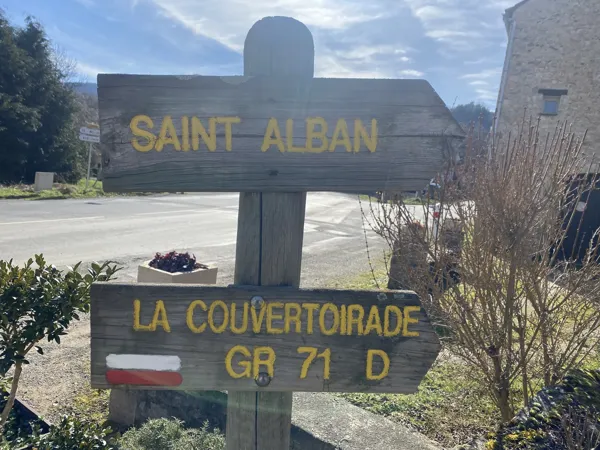 SAINT ALBAN
LA COUVERTOIRADE
GR 71 D